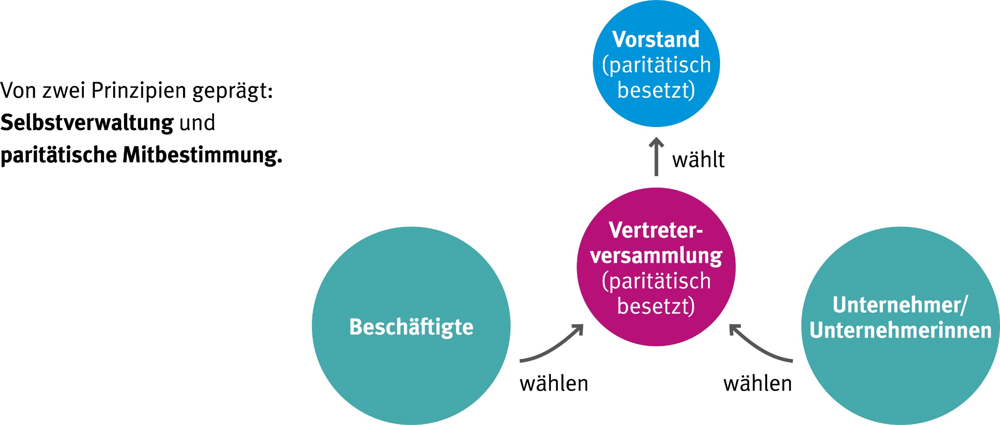 Von zwei Prinzipien geprägt:
Selbstverwaltung und
paritätische Mitbestimmung.
Vorstand
(paritätisch
besetzt)
wählt
Vertreter-
versammlung
(paritätisch
besetzt)
Beschäftigte
wählen
Unternehmer/
Unternehmerinnen
wählen